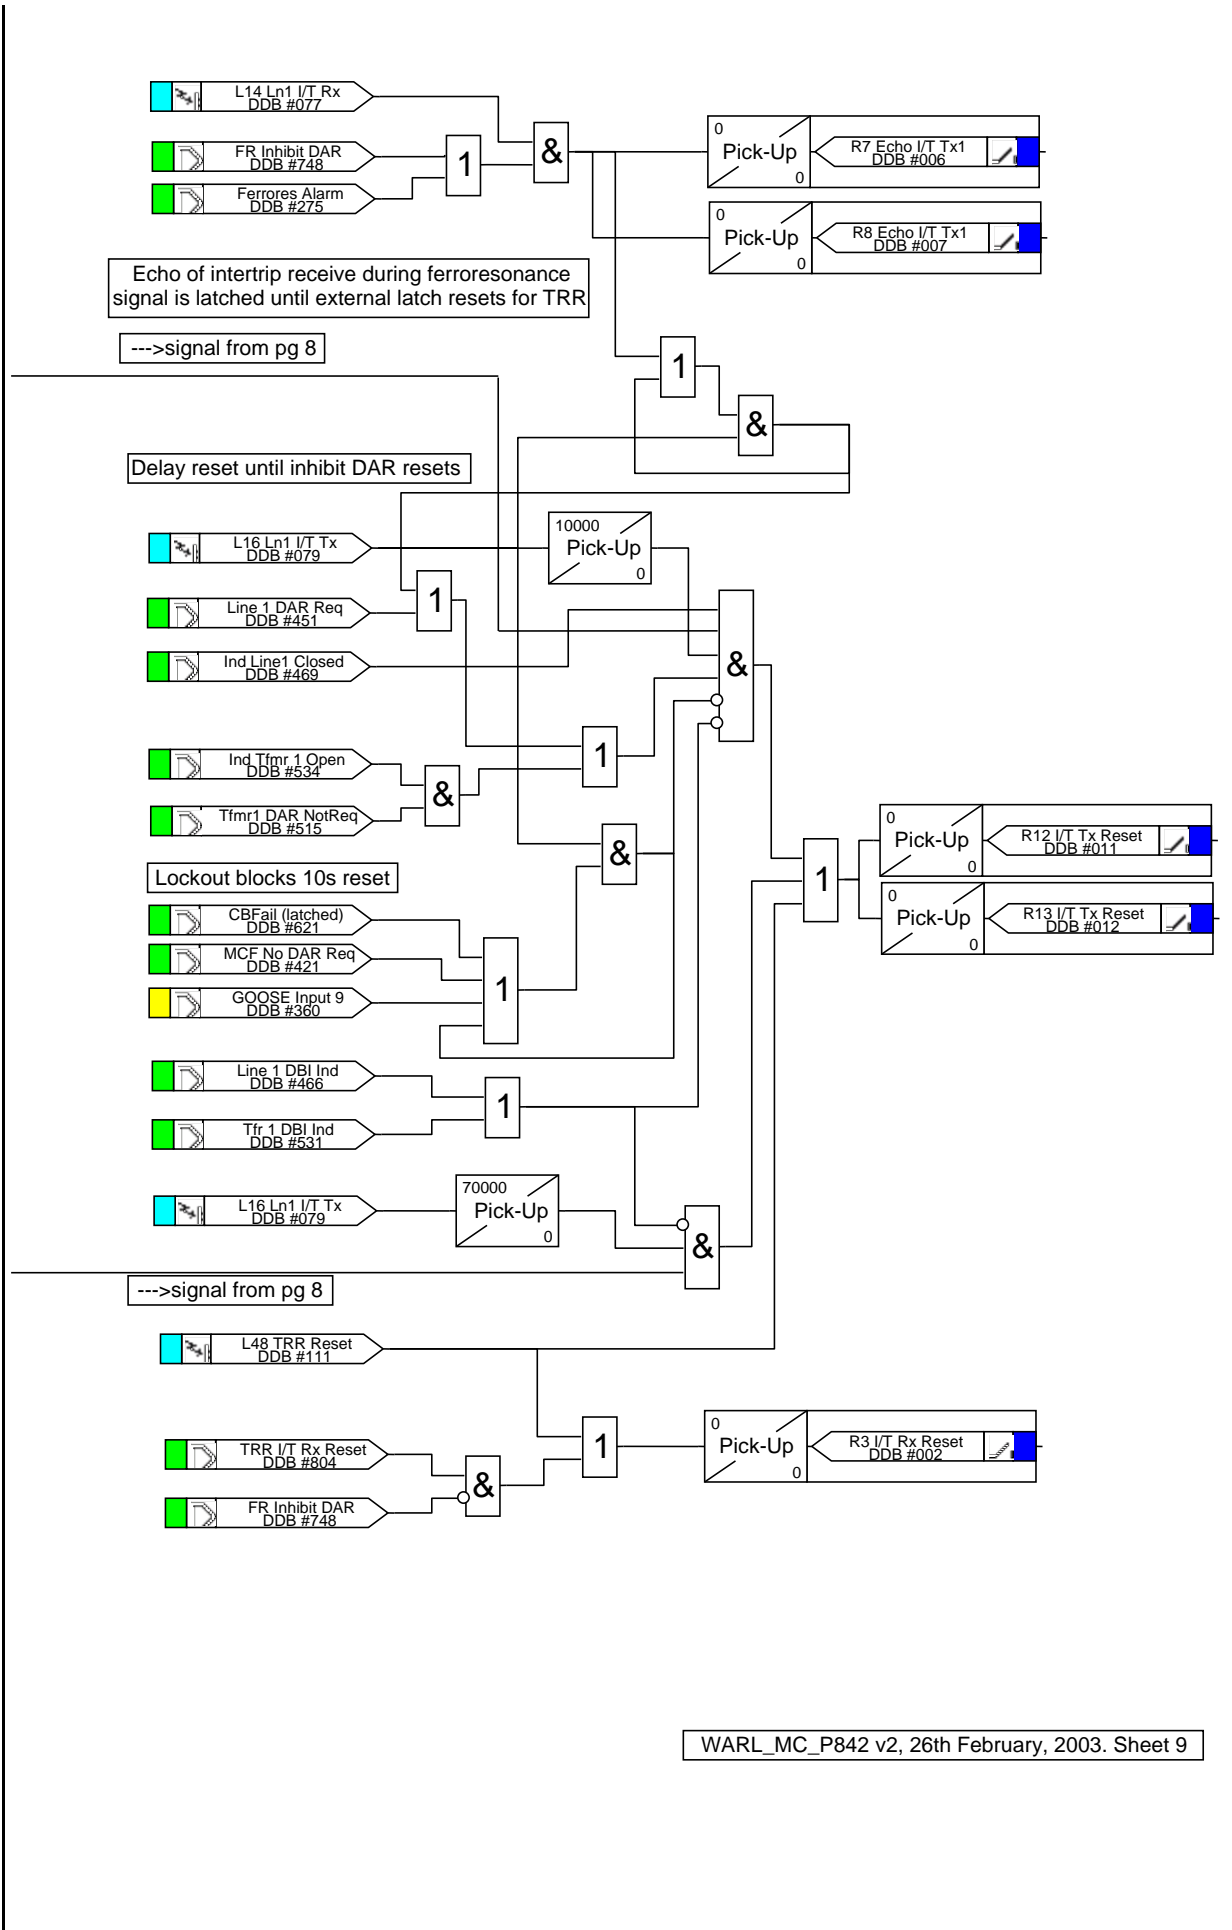 L14 Ln1 I/T Rx
DDB #077
FR Inhibit DAR
DDB #748
Ferrores Alarm
DDB #275
1
&
0
Pick-Up
0
R7 Echo I/T Tx1
DDB #006
0
Pick-Up
0
R8 Echo I/T Tx1
DDB #007
Echo of intertrip receive during ferroresonance
signal is latched until external latch resets for TRR
--->signal from pg 8
1
&
Delay reset until inhibit DAR resets
L16 Ln1 I/T Tx
DDB #079
10000
Pick-Up
0
Line 1 DAR Req
DDB #451
1
Ind Line1 Closed
DDB #469
&
Ind Tfmr 1 Open
DDB #534
Tfmr1 DAR NotReq
DDB #515
&
1
&
Lockout blocks 10s reset
CBFail (latched)
DDB #621
MCF No DAR Req
DDB #421
GOOSE Input 9
DDB #360
1
1
0
Pick-Up
0
R12 I/T Tx Reset
DDB #011
0
Pick-Up
0
R13 I/T Tx Reset
DDB #012
Line 1 DBI Ind
DDB #466
Tfr 1 DBI Ind
DDB #531
1
L16 Ln1 I/T Tx
DDB #079
70000
Pick-Up
0
&
--->signal from pg 8
L48 TRR Reset
DDB #111
TRR I/T Rx Reset
DDB #804
FR Inhibit DAR
DDB #748
&
1
0
Pick-Up
0
R3 I/T Rx Reset
DDB #002
WARL_MC_P842 v2, 26th February, 2003. Sheet 9